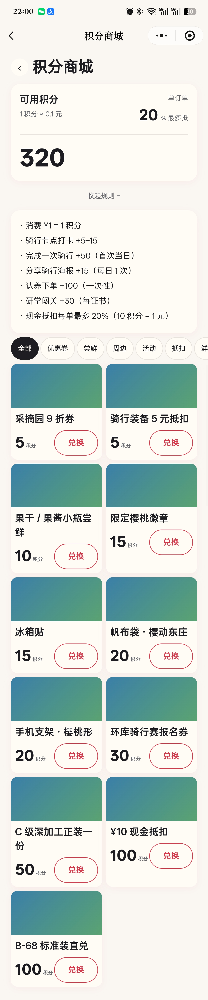 22:00
支
5G
5G
30
积分商城
积分商城
可用积分
单订单
1 积分 ≈ 0.1 元
20 % 最多抵
320
收起规则 −
· 消费 ¥1 = 1 积分
· 骑行节点打卡 +5–15
· 完成一次骑行 +50（首次当日）
· 分享骑行海报 +15（每日 1 次）
· 认养下单 +100（一次性）
· 研学闯关 +30（每证书）
· 现金抵扣每单最多 20%（10 积分 = 1 元）
全部 优惠券 尝鲜 周边 活动 抵扣 鲜
采摘园 9 折券
5 积分 兑换
骑行装备 5 元抵扣
5 积分 兑换
果干 / 果酱小瓶尝
鲜
10 积分 兑换
限定樱桃徽章
15 积分 兑换
冰箱贴
15 积分 兑换
帆布袋 · 樱动东庄
20 积分 兑换
手机支架 · 樱桃形
20 积分 兑换
环库骑行赛报名券
30 积分 兑换
C 级深加工正装一
份
50 积分 兑换
¥10 现金抵扣
100 积分 兑换
B-68 标准装直兑
100 积分 兑换